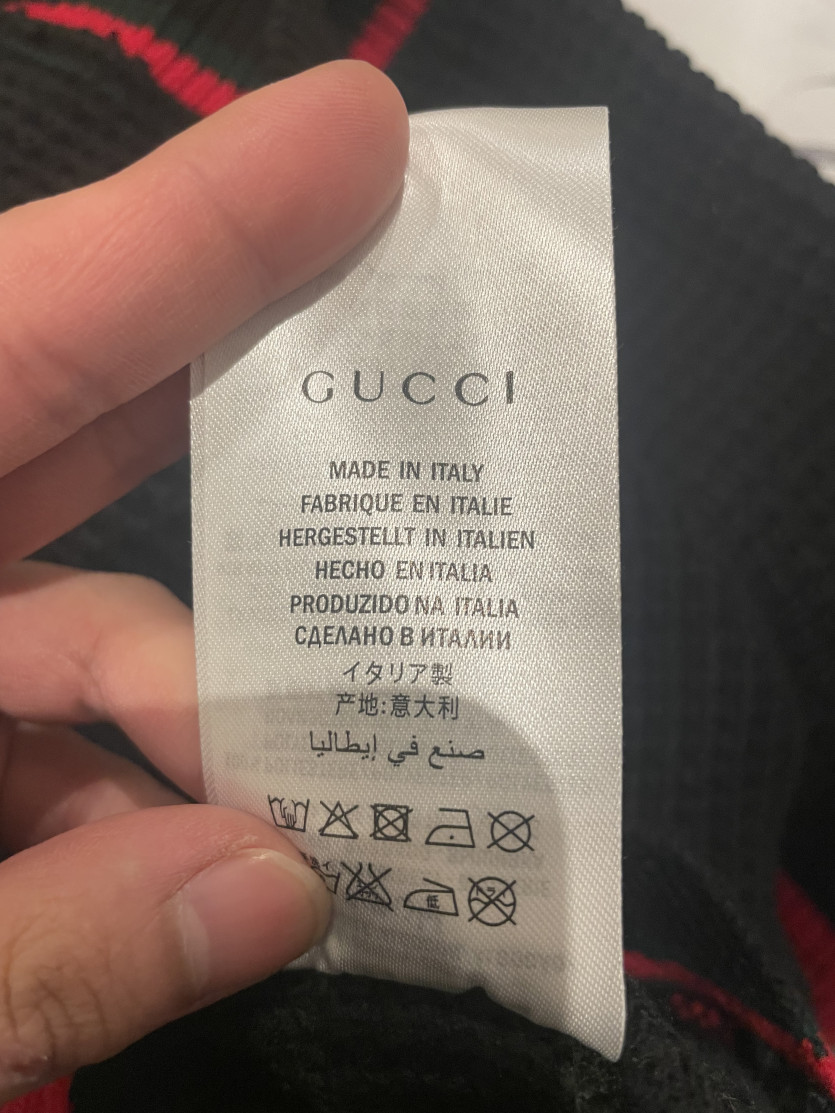 GUCCI
MADE IN ITALY
FABRIQUE EN ITALIE
HERGESTELLT IN ITALIEN
HECHO EN ITALIA
PRODUZIDO NA ITALIA
СДЕЛАНО В ИТАЛИИ
イタリア製
产地:意大利
صنع في إيطاليا
低